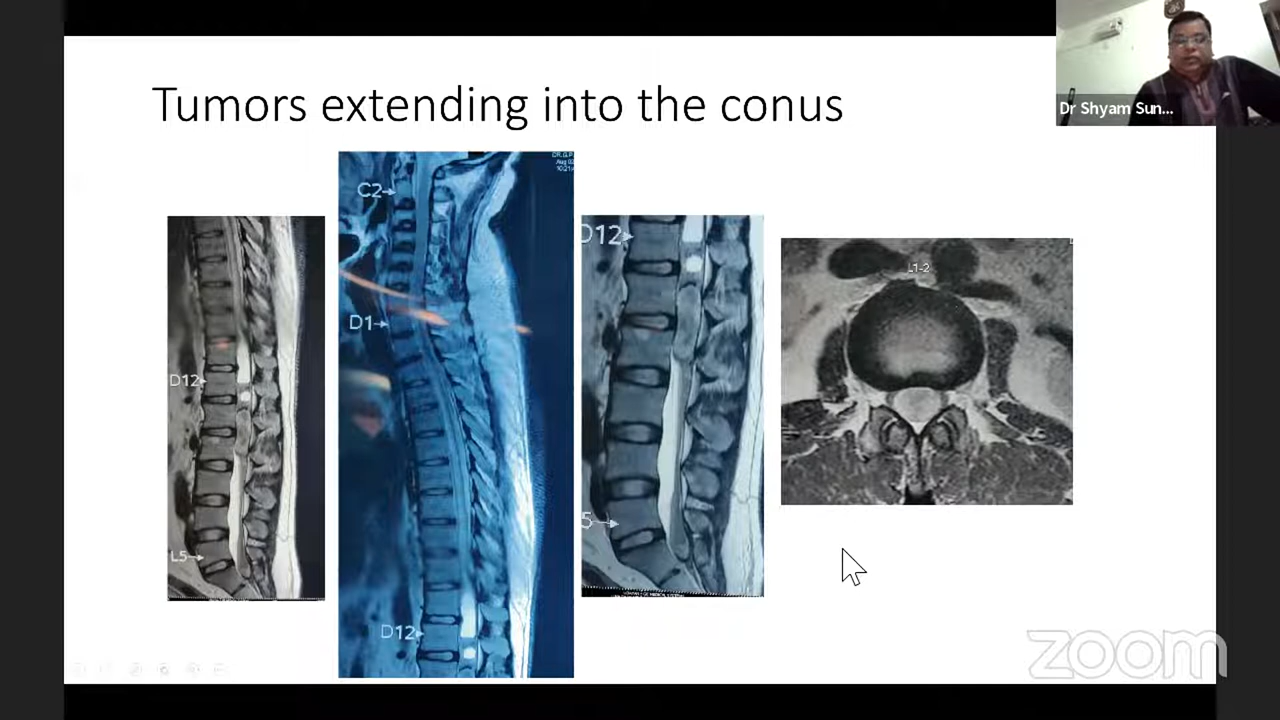 Tumors extending into the conus
Dr Shyam Sun...
C2
D1
D12
D12
L5
D12
5
L1-2
zoom